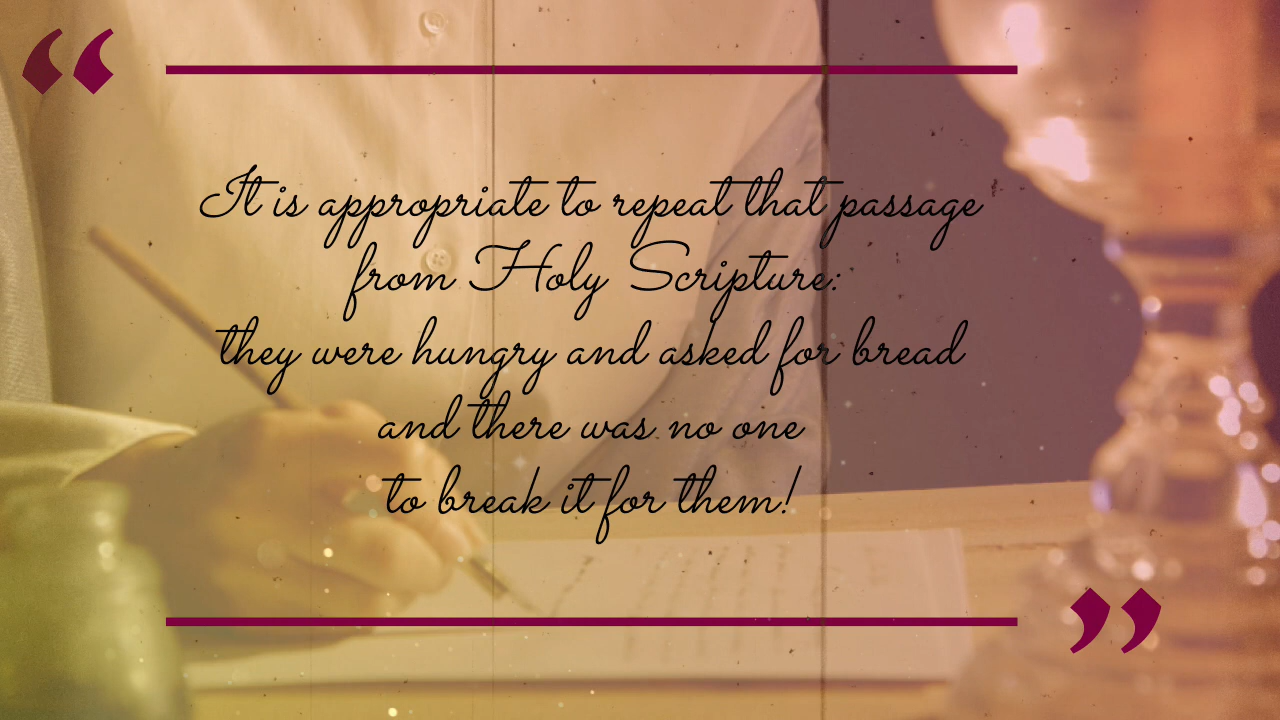 “
It is appropriate to repeat that passage
from Holy Scripture:
they were hungry and asked for bread
and there was no one
to break it for them!
”